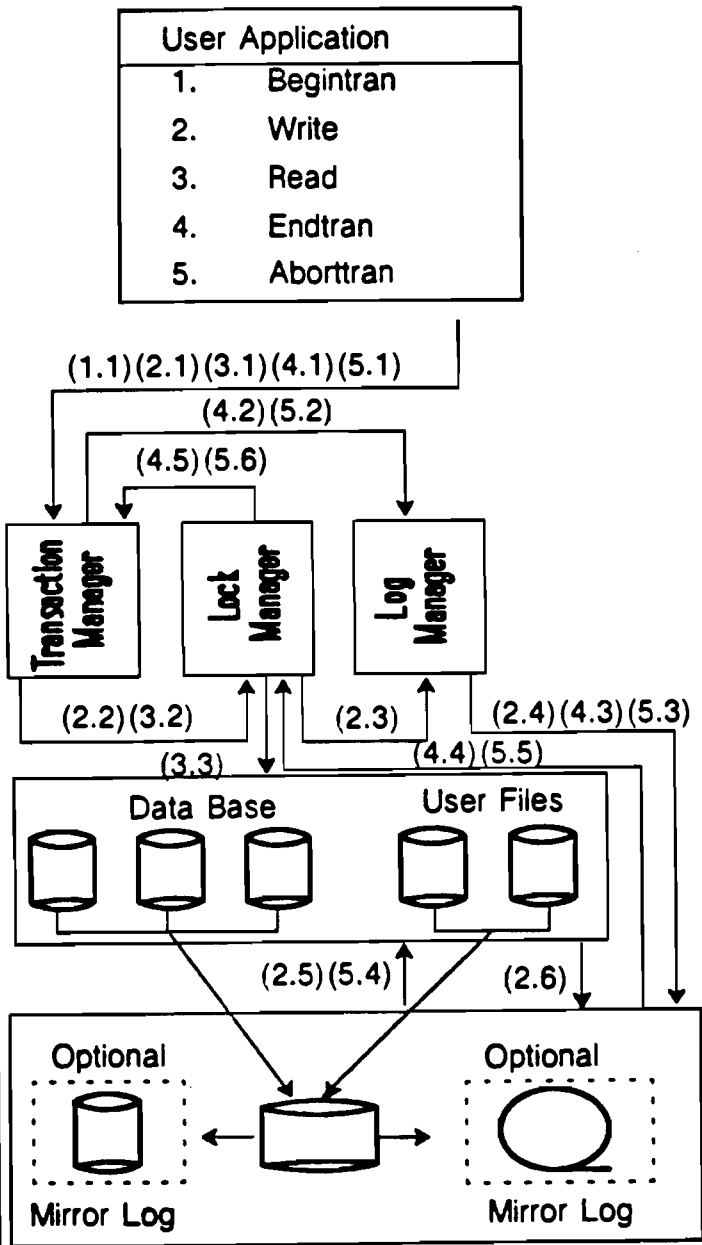 User Application
1. Begintran
2. Write
3. Read
4. Endtran
5. Aborttran
(1.1)(2.1)(3.1)(4.1)(5.1)
(4.2)(5.2)
(4.5)(5.6)
Transaction
Manager
Lock
Manager
Log
Manager
(2.2)(3.2)
(2.3)
(2.4)(4.3)(5.3)
(3.3)
(4.4)(5.5)
Data Base
User Files
(2.5)(5.4)
(2.6)
Optional
Optional
Mirror Log
Mirror Log